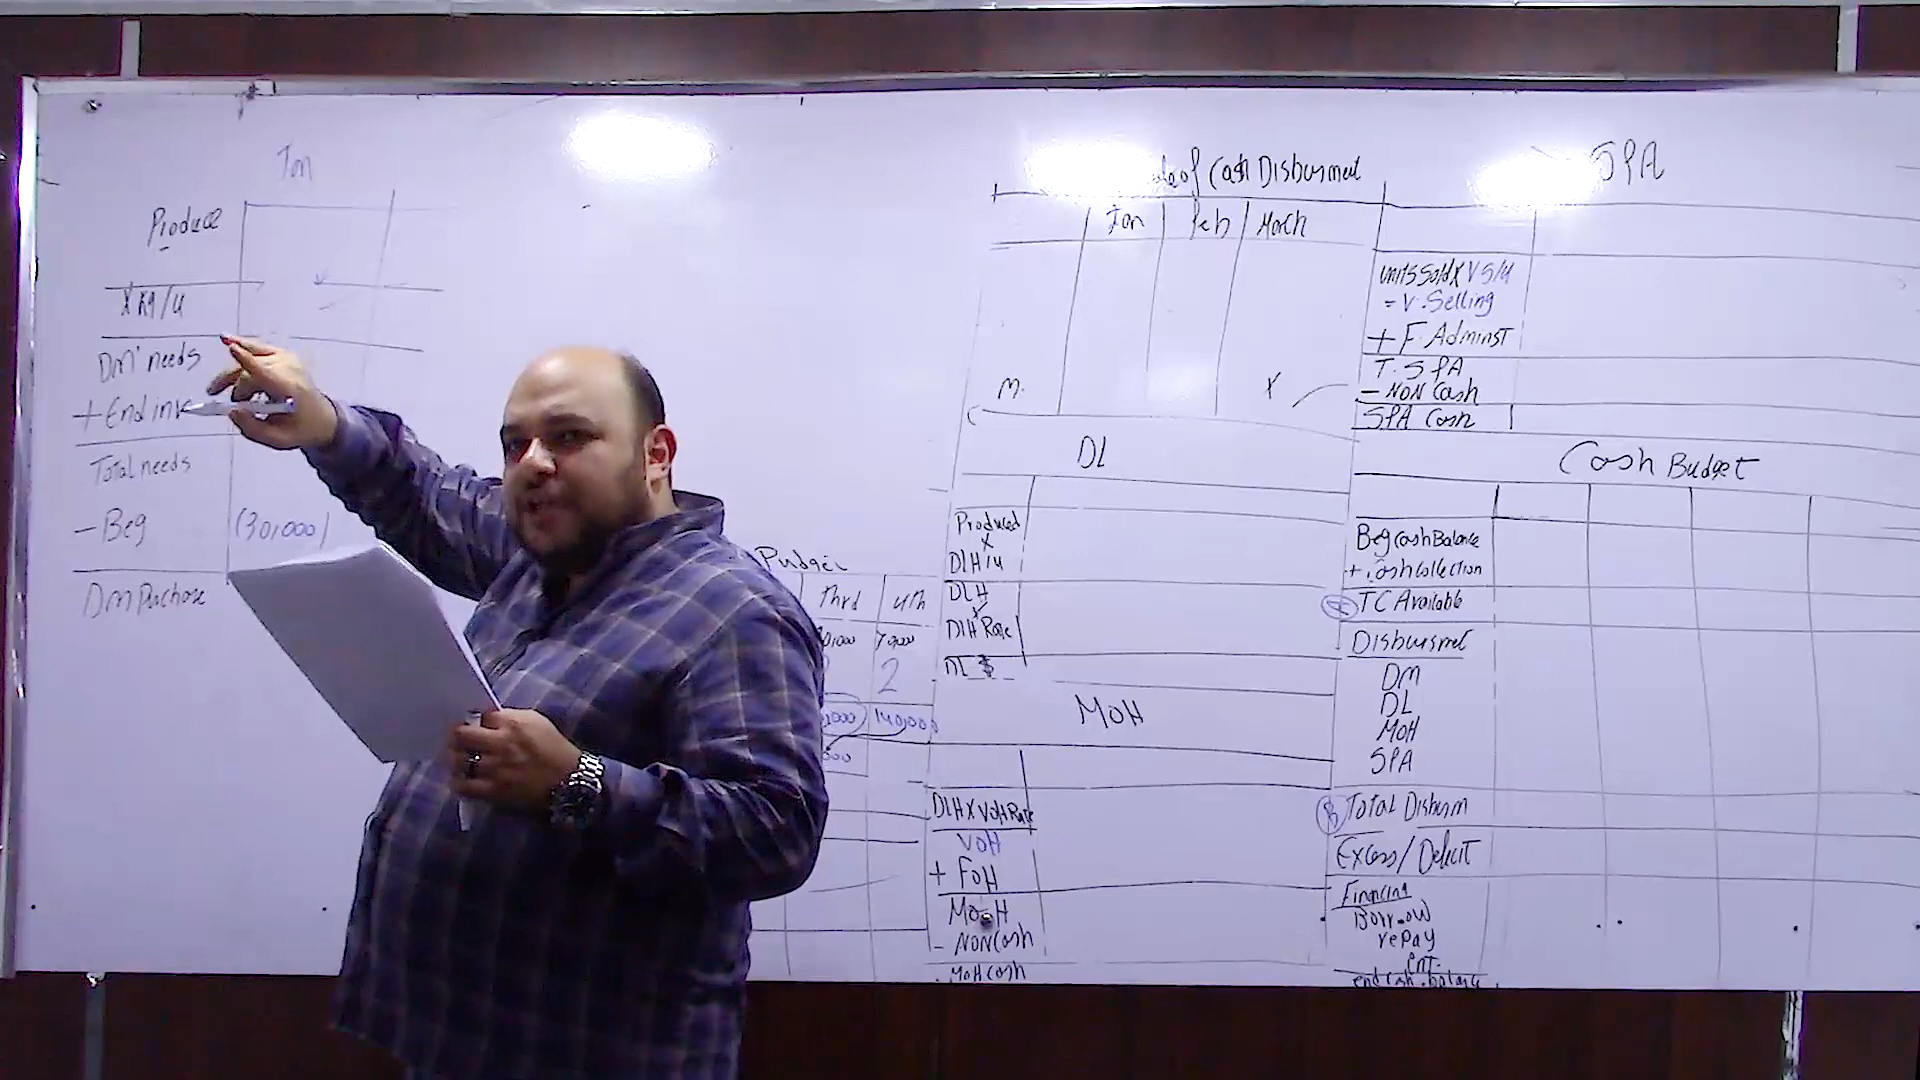 Jan
Produce
X Kg/u
DM needs
+ End inv
Total needs
- Beg (30,000)
DM Purchase
Thrd 4th
70,000
2
140,000
of Cash Disbursment
Jan Feb March
M.
X
DL
Produced
X
DLH/u
DLH
X
DLH Rate
DL $
MOH
DLH X VOH Rate
VOH
+ FOH
MOH
- NON Cash
MOH Cash
SPA
units Sold X V S/u
= V. Selling
+ F. Adminst
T. SPA
- NON Cash
SPA Cash
Cash Budget
Beg Cash Balance
+ Cash Collection
TC Available
Disbursmet
DM
DL
MOH
SPA
Total Disbursm
Excess/Deficit
Financing
Borrow
rePay
int.
end cash balance